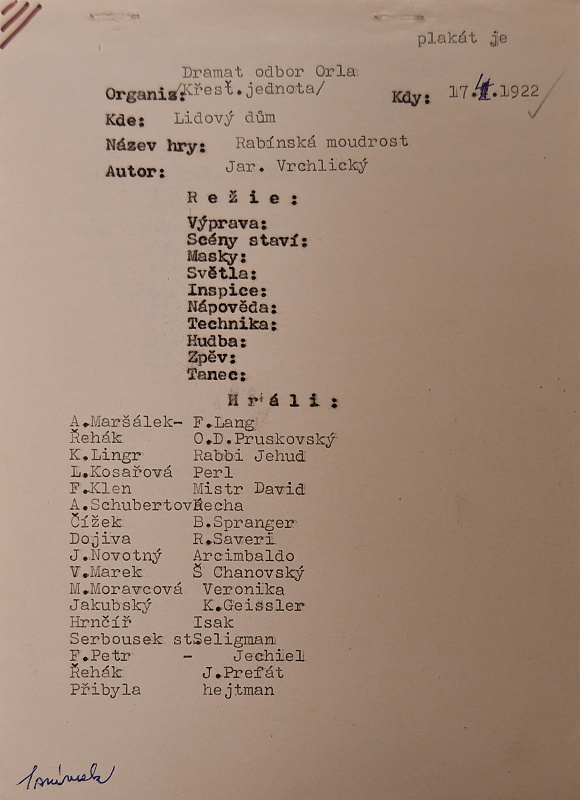 plakát je
Dramat odbor Orla
Organiz:/Křesť.jednota/ Kdy: 17.II.1922
Kde: Lidový dům
Název hry: Rabínská moudrost
Autor: Jar. Vrchlický
Režie:
Výprava:
Scény staví:
Masky:
Světla:
Inspice:
Nápověda:
Technika:
Hudba:
Zpěv:
Tanec:
Hráli:
A.Maršálek- F.Lang
Řehák O.D.Pruskovský
K.Lingr Rabbi Jehud
L.Kosařová Perl
F.Klen Mistr David
A.Schubertová Recha
Čížek B.Spranger
Dojiva R.Saveri
J.Novotný Arcimbaldo
V.Marek Š Chanovský
M.Moravcová Veronika
Jakubský K.Geissler
Hrnčíř Isak
Serbousek st Seligman
F.Petr - Jechiel
Řehák J.Prefát
Přibyla hejtman